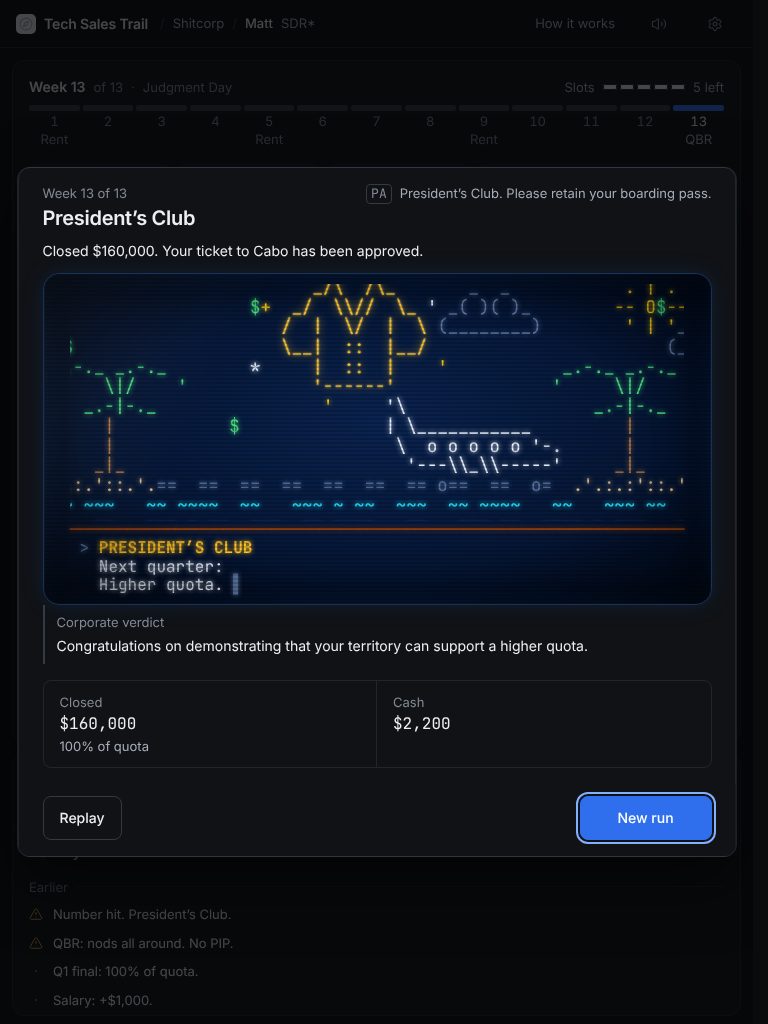 Tech Sales Trail / Shitcorp / Matt SDR*
How it works
Week 13 of 13 · Judgment Day
Slots 5 left
1 2 3 4 5 6 7 8 9 10 11 12 13
Rent Rent Rent QBR
Week 13 of 13
PA President’s Club. Please retain your boarding pass.
President’s Club
Closed $160,000. Your ticket to Cabo has been approved.
> PRESIDENT’S CLUB
Next quarter:
Higher quota.
Corporate verdict
Congratulations on demonstrating that your territory can support a higher quota.
Closed
$160,000
100% of quota
Cash
$2,200
Replay
New run
Earlier
Number hit. President’s Club.
QBR: nods all around. No PIP.
· Q1 final: 100% of quota.
· Salary: +$1,000.